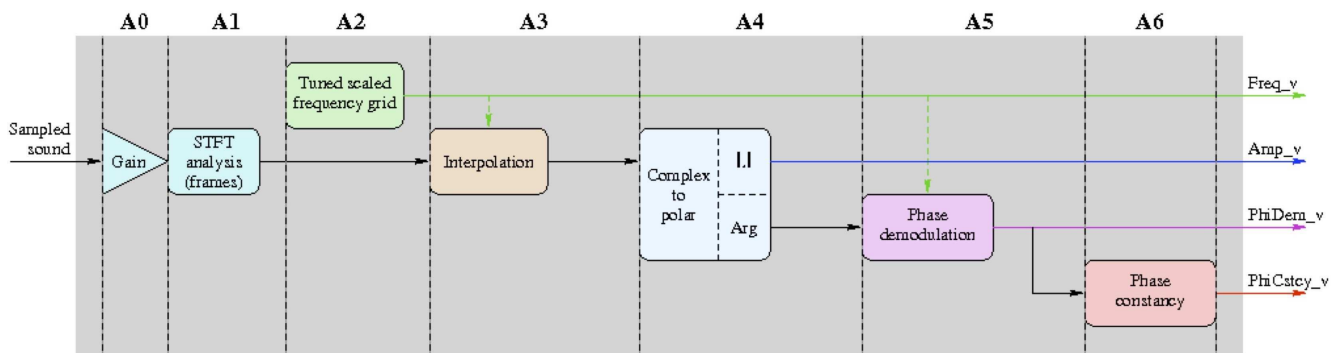 A0 A1 A2 A3 A4 A5 A6
Tuned scaled
frequency grid
Freq_v
Sampled
sound
Gain
STFT
analysis
(frames)
Interpolation
Complex
to
polar
|.|
Arg
Amp_v
Phase
demodulation
PhiDem_v
Phase
constancy
PhiCstcy_v